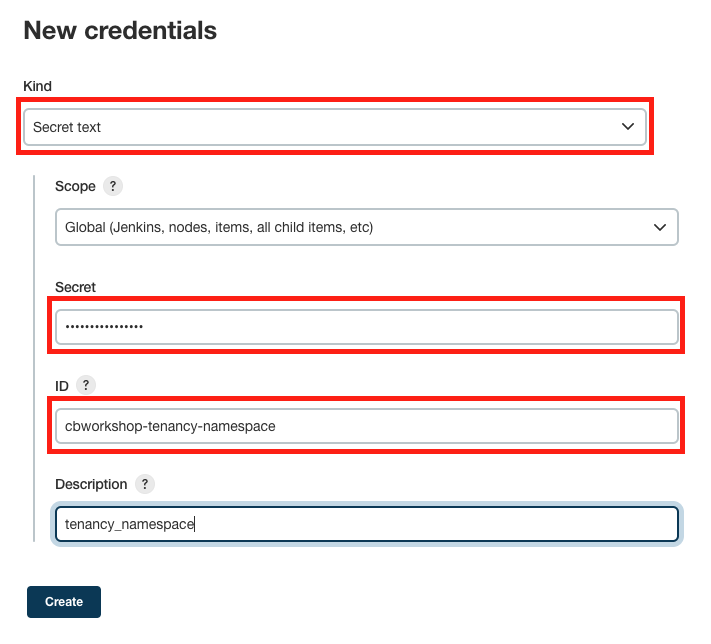 New credentials
Kind
Secret text
Scope ?
Global (Jenkins, nodes, items, all child items, etc)
Secret
••••••••••••••••
ID ?
cbworkshop-tenancy-namespace
Description ?
tenancy_namespace
Create